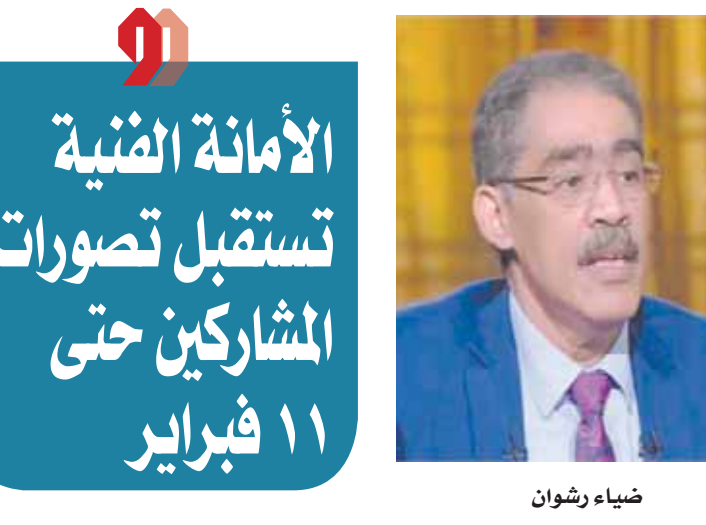 الأمانة الفنية
تستقبل تصورات
المشاركين حتى
١١ فبراير
ضياء رشوان